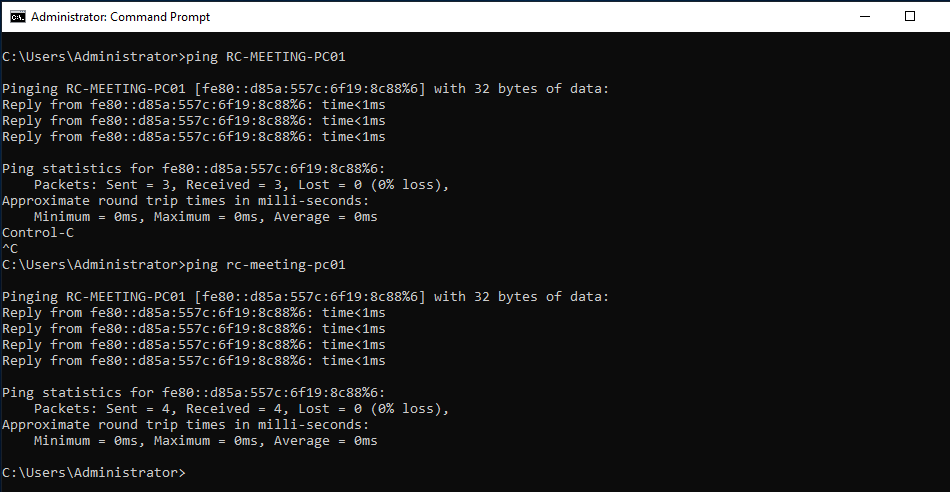 Administrator: Command Prompt
C:\Users\Administrator>ping RC-MEETING-PC01
Pinging RC-MEETING-PC01 [fe80::d85a:557c:6f19:8c88%6] with 32 bytes of data:
Reply from fe80::d85a:557c:6f19:8c88%6: time<1ms
Reply from fe80::d85a:557c:6f19:8c88%6: time<1ms
Reply from fe80::d85a:557c:6f19:8c88%6: time<1ms
Ping statistics for fe80::d85a:557c:6f19:8c88%6:
    Packets: Sent = 3, Received = 3, Lost = 0 (0% loss),
Approximate round trip times in milli-seconds:
    Minimum = 0ms, Maximum = 0ms, Average = 0ms
Control-C
^C
C:\Users\Administrator>ping rc-meeting-pc01
Pinging RC-MEETING-PC01 [fe80::d85a:557c:6f19:8c88%6] with 32 bytes of data:
Reply from fe80::d85a:557c:6f19:8c88%6: time<1ms
Reply from fe80::d85a:557c:6f19:8c88%6: time<1ms
Reply from fe80::d85a:557c:6f19:8c88%6: time<1ms
Reply from fe80::d85a:557c:6f19:8c88%6: time<1ms
Ping statistics for fe80::d85a:557c:6f19:8c88%6:
    Packets: Sent = 4, Received = 4, Lost = 0 (0% loss),
Approximate round trip times in milli-seconds:
    Minimum = 0ms, Maximum = 0ms, Average = 0ms
C:\Users\Administrator>